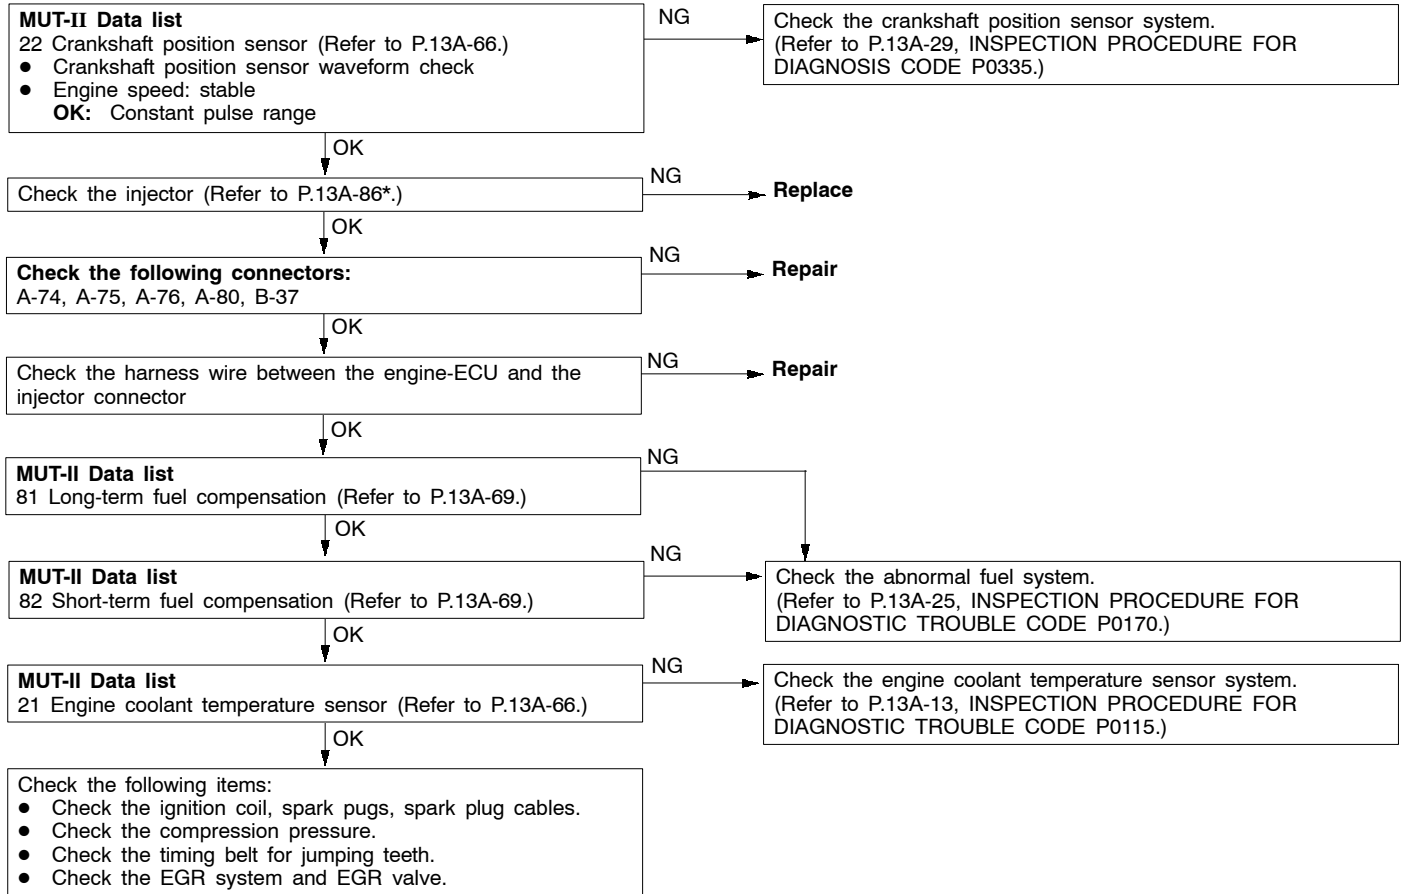 MUT-II Data list
22 Crankshaft position sensor (Refer to P.13A-66.)
● Crankshaft position sensor waveform check
● Engine speed: stable
OK: Constant pulse range
NG
Check the crankshaft position sensor system.
(Refer to P.13A-29, INSPECTION PROCEDURE FOR
DIAGNOSIS CODE P0335.)
OK
Check the injector (Refer to P.13A-86*.)
NG
Replace
OK
Check the following connectors:
A-74, A-75, A-76, A-80, B-37
NG
Repair
OK
Check the harness wire between the engine-ECU and the
injector connector
NG
Repair
OK
MUT-II Data list
81 Long-term fuel compensation (Refer to P.13A-69.)
NG
OK
MUT-II Data list
82 Short-term fuel compensation (Refer to P.13A-69.)
NG
Check the abnormal fuel system.
(Refer to P.13A-25, INSPECTION PROCEDURE FOR
DIAGNOSTIC TROUBLE CODE P0170.)
OK
MUT-II Data list
21 Engine coolant temperature sensor (Refer to P.13A-66.)
NG
Check the engine coolant temperature sensor system.
(Refer to P.13A-13, INSPECTION PROCEDURE FOR
DIAGNOSTIC TROUBLE CODE P0115.)
OK
Check the following items:
● Check the ignition coil, spark pugs, spark plug cables.
● Check the compression pressure.
● Check the timing belt for jumping teeth.
● Check the EGR system and EGR valve.